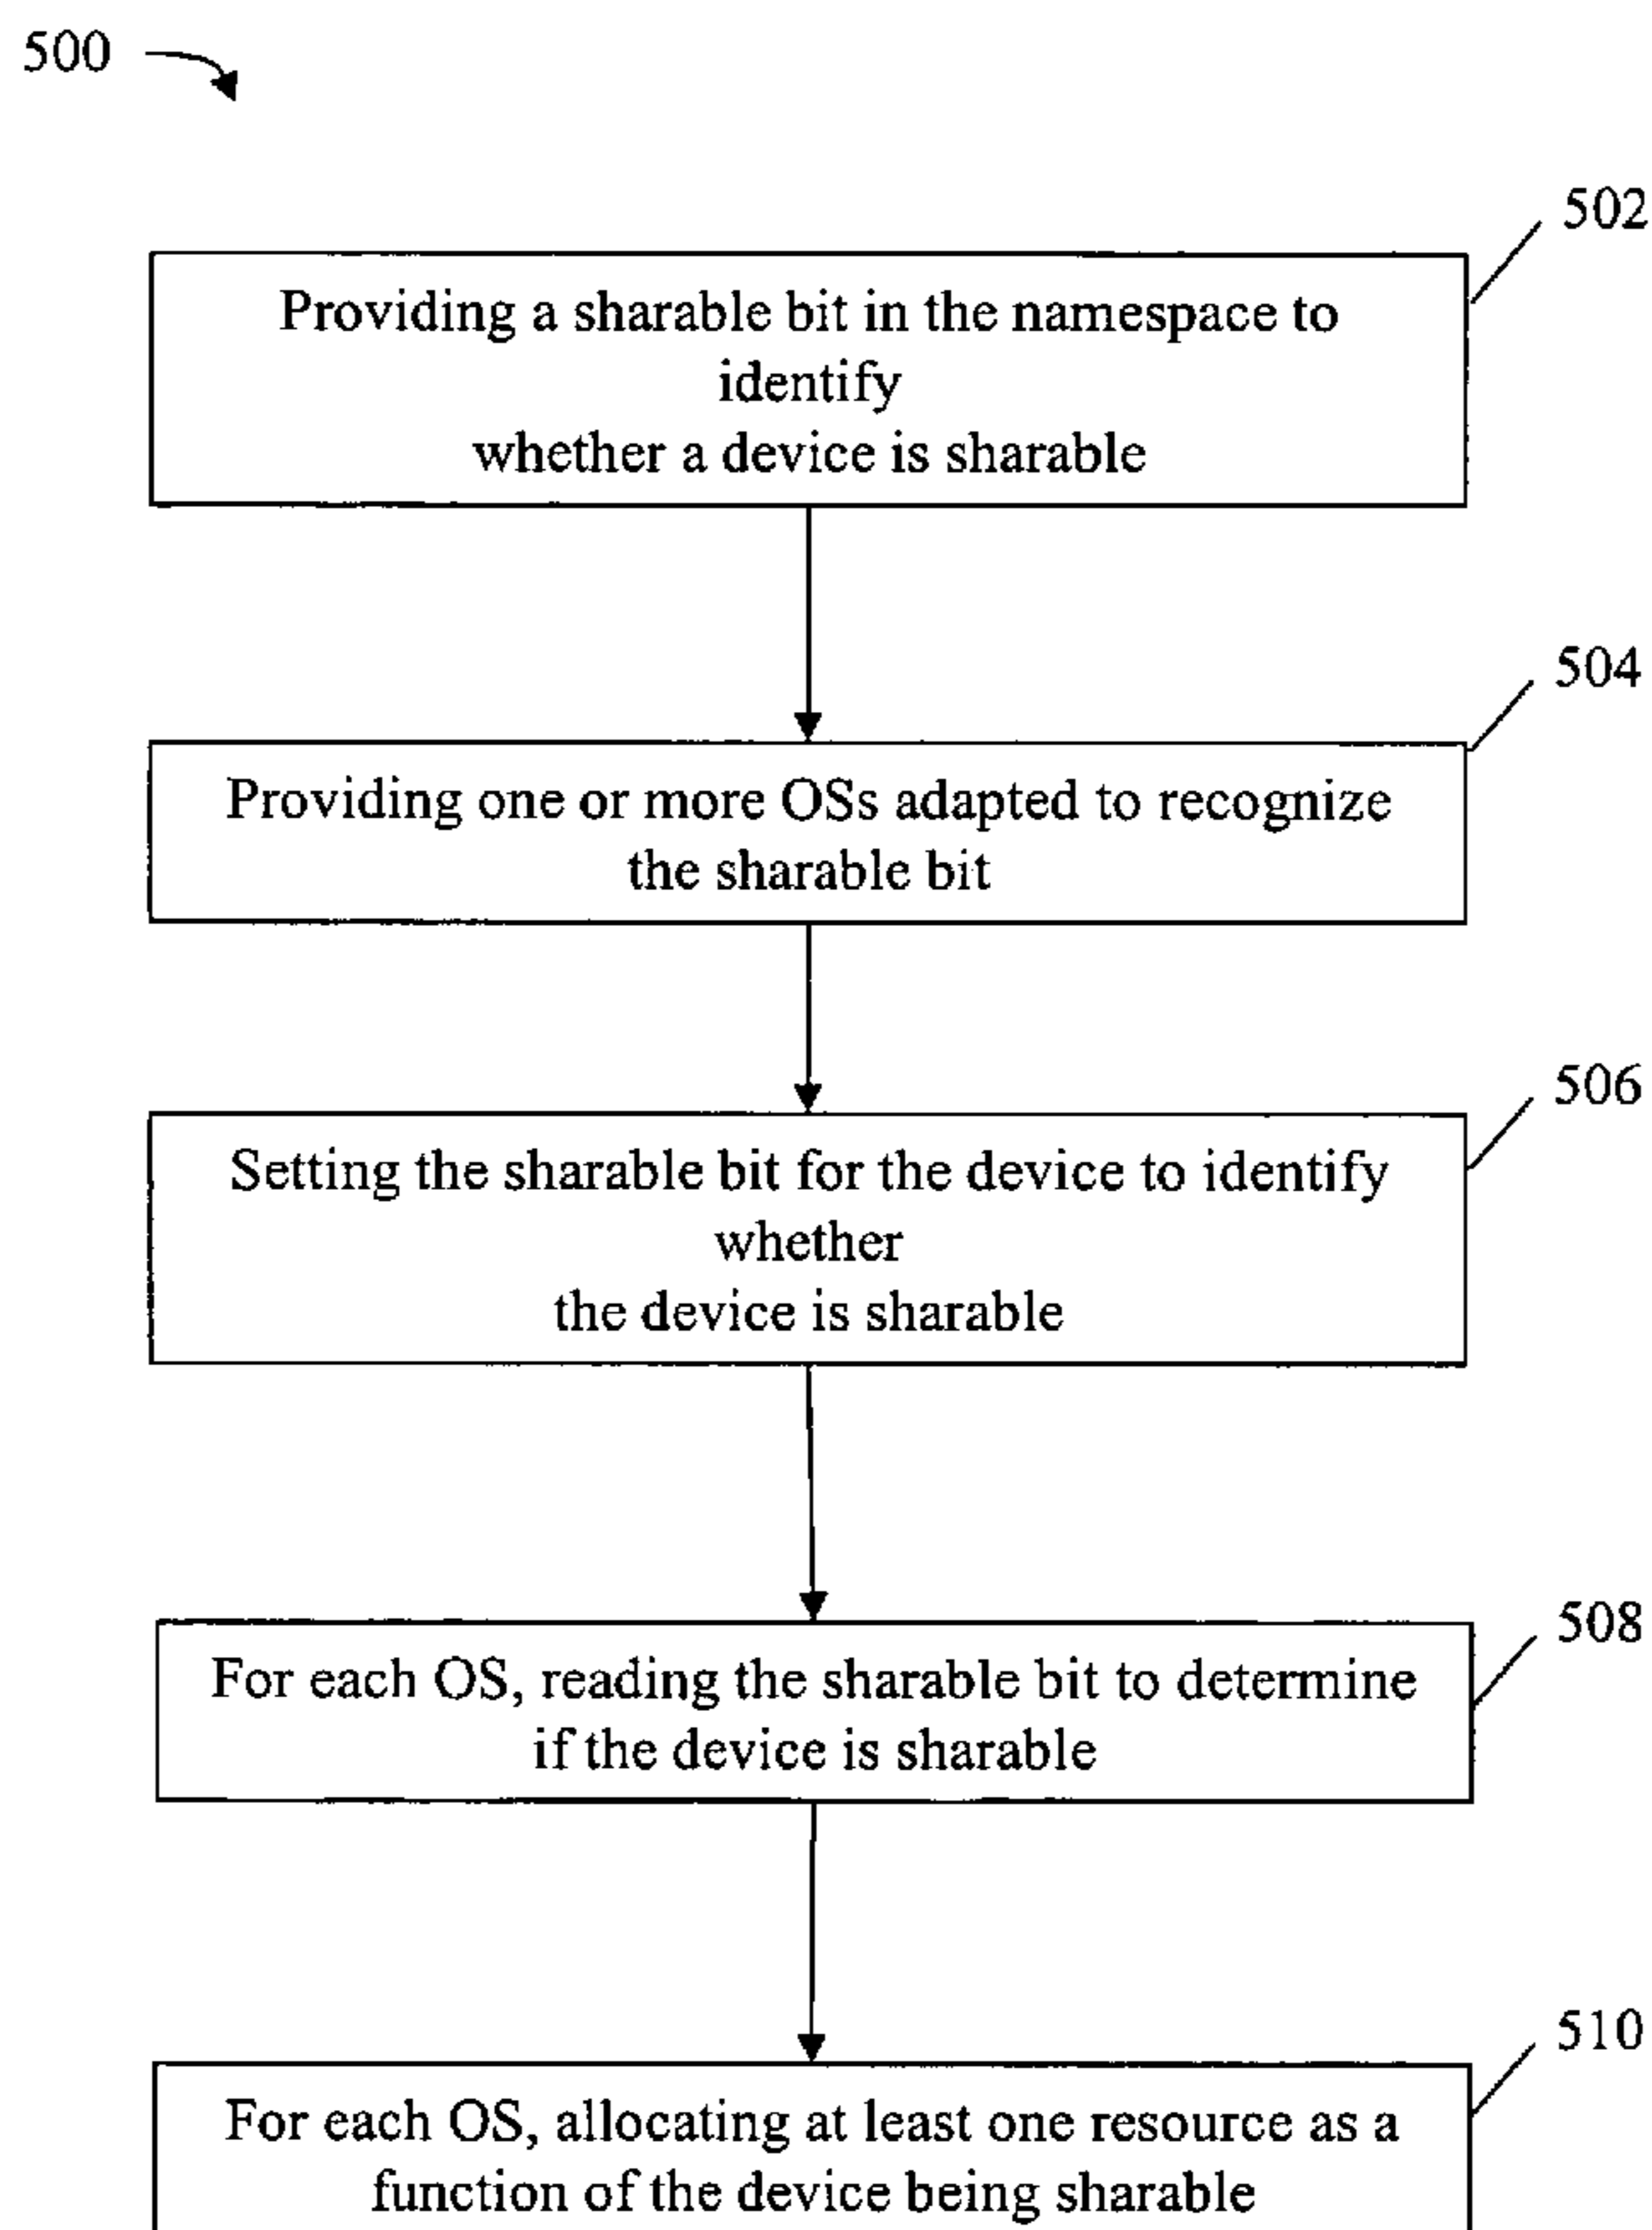 500
502
Providing a sharable bit in the namespace to
identify
whether a device is sharable
504
Providing one or more OSs adapted to recognize
the sharable bit
506
Setting the sharable bit for the device to identify
whether
the device is sharable
508
For each OS, reading the sharable bit to determine
if the device is sharable
510
For each OS, allocating at least one resource as a
function of the device being sharable